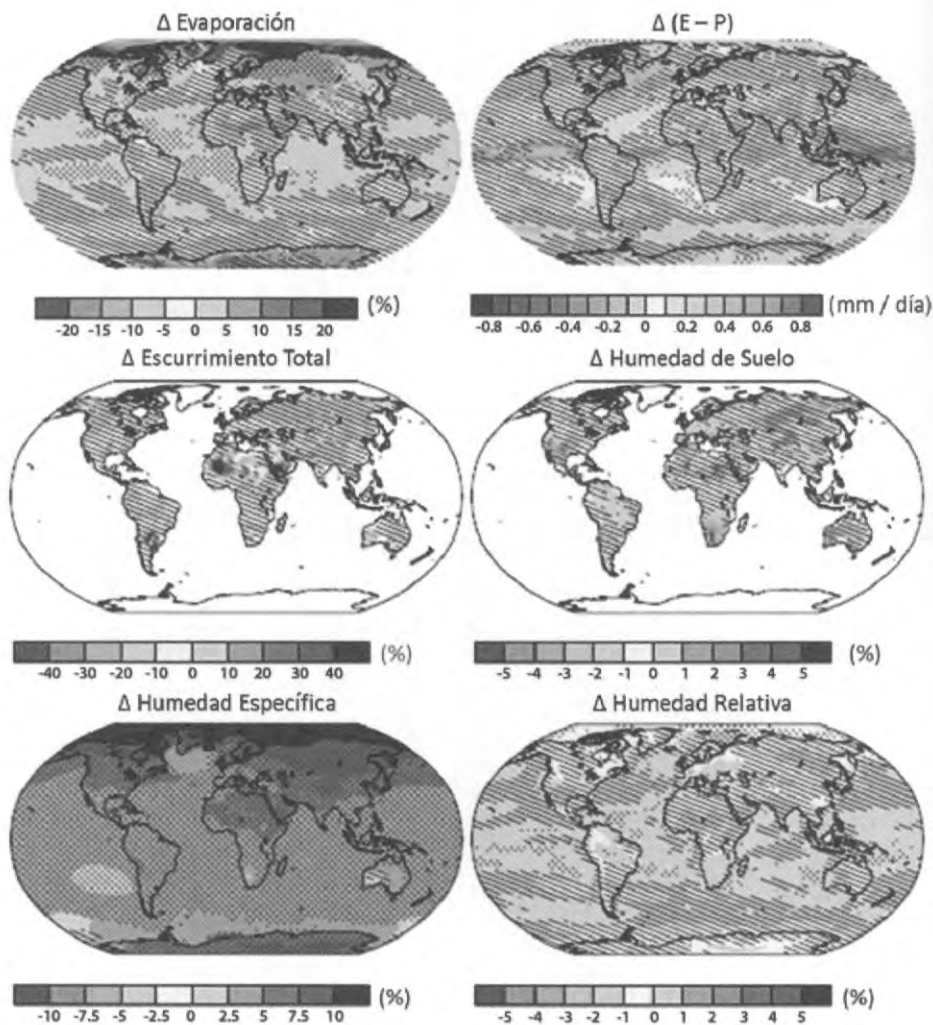 Δ Evaporación
Δ (E – P)
-20 -15 -10 -5 0 5 10 15 20 (%)
-0.8 -0.6 -0.4 -0.2 0 0.2 0.4 0.6 0.8 (mm / día)
Δ Escurrimiento Total
Δ Humedad de Suelo
-40 -30 -20 -10 0 10 20 30 40 (%)
-5 -4 -3 -2 -1 0 1 2 3 4 5 (%)
Δ Humedad Específica
Δ Humedad Relativa
-10 -7.5 -5 -2.5 0 2.5 5 7.5 10 (%)
-5 -4 -3 -2 -1 0 1 2 3 4 5 (%)